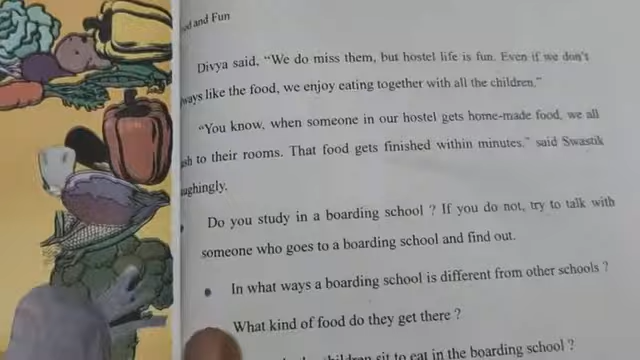 and Fun
Divya said, "We do miss them, but hostel life is fun. Even if we don't
like the food, we enjoy eating together with all the children."
"You know, when someone in our hostel gets home-made food, we all
to their rooms. That food gets finished within minutes." said Swastik
Do you study in a boarding school ? If you do not, try to talk with
someone who goes to a boarding school and find out.
In what ways a boarding school is different from other schools ?
What kind of food do they get there ?
children sit to eat in the boarding school ?